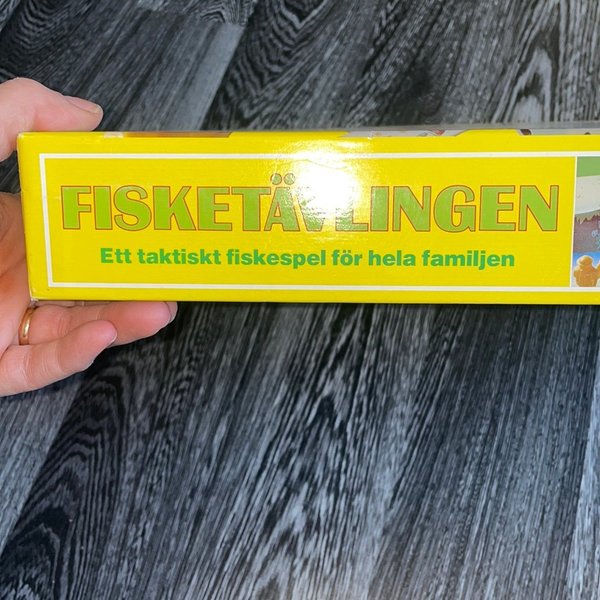 FISKETÄVLINGEN
Ett taktiskt fiskespel för hela familjen